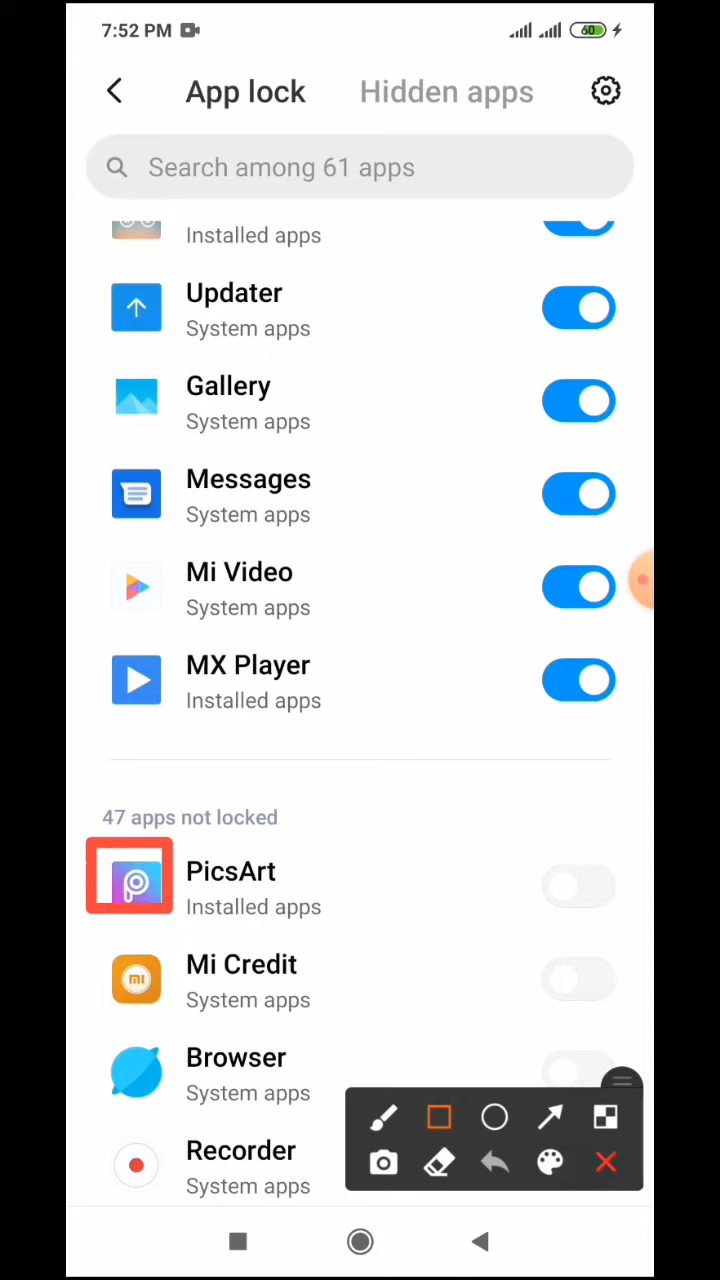 7:52 PM
60
App lock
Hidden apps
Search among 61 apps
Installed apps
Updater
System apps
Gallery
System apps
Messages
System apps
Mi Video
System apps
MX Player
Installed apps
47 apps not locked
PicsArt
Installed apps
Mi Credit
System apps
Browser
System apps
Recorder
System apps